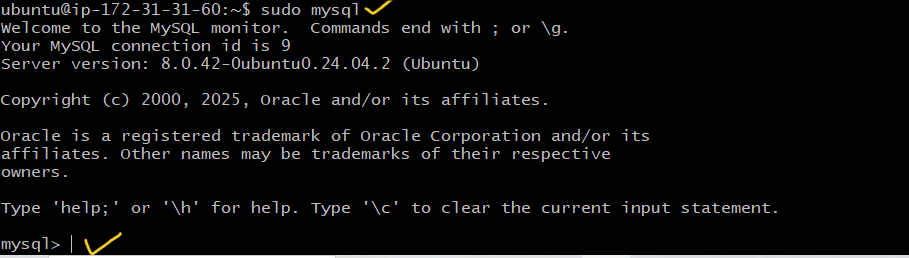 ubuntu@ip-172-31-31-60:~$ sudo mysql
Welcome to the MySQL monitor.  Commands end with ; or \g.
Your MySQL connection id is 9
Server version: 8.0.42-0ubuntu0.24.04.2 (Ubuntu)
Copyright (c) 2000, 2025, Oracle and/or its affiliates.
Oracle is a registered trademark of Oracle Corporation and/or its
affiliates. Other names may be trademarks of their respective
owners.
Type 'help;' or '\h' for help. Type '\c' to clear the current input statement.
mysql>